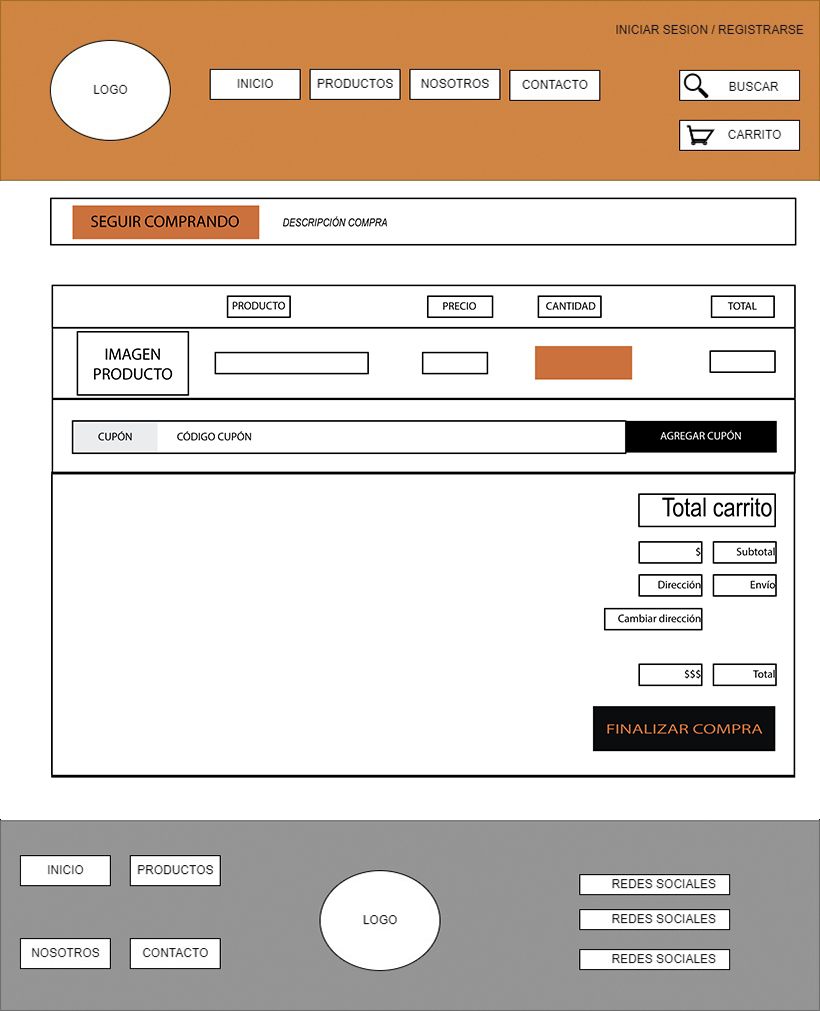 INICIAR SESION / REGISTRARSE
LOGO
INICIO
PRODUCTOS
NOSOTROS
CONTACTO
BUSCAR
CARRITO
SEGUIR COMPRANDO
DESCRIPCIÓN COMPRA
PRODUCTO
PRECIO
CANTIDAD
TOTAL
IMAGEN
PRODUCTO
CUPÓN
CÓDIGO CUPÓN
AGREGAR CUPÓN
Total carrito
$
Subtotal
Dirección
Envío
Cambiar dirección
$$$
Total
FINALIZAR COMPRA
INICIO
PRODUCTOS
NOSOTROS
CONTACTO
LOGO
REDES SOCIALES
REDES SOCIALES
REDES SOCIALES